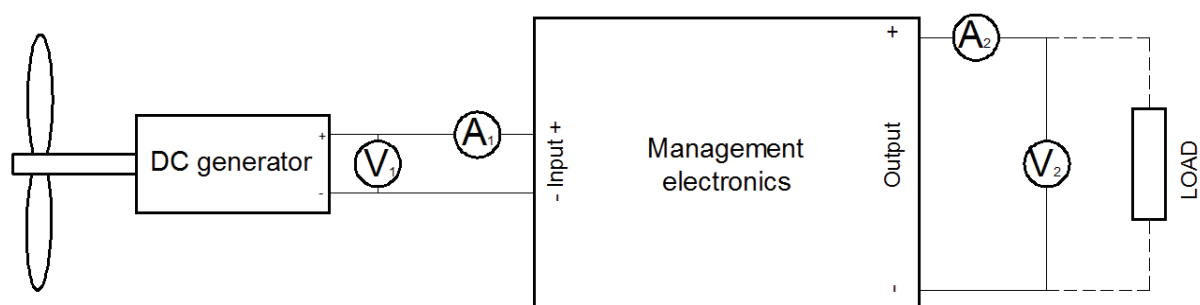 DC generator
+
-
V1
A1
- Input +
Management
electronics
Output
+
-
A2
V2
LOAD